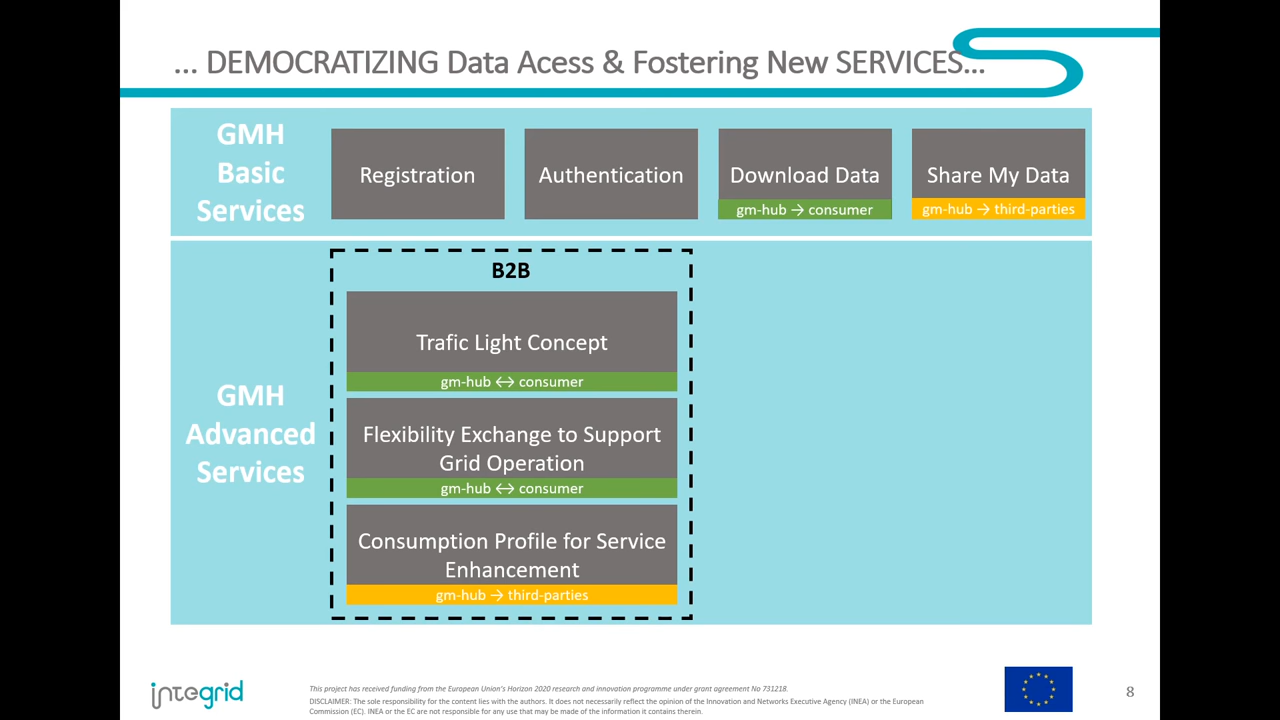 ... DEMOCRATIZING Data Acess & Fostering New SERVICES...
GMH
Basic
Services
Registration
Authentication
Download Data
gm-hub → consumer
Share My Data
gm-hub → third-parties
GMH
Advanced
Services
B2B
Trafic Light Concept
gm-hub ↔ consumer
Flexibility Exchange to Support
Grid Operation
gm-hub ↔ consumer
Consumption Profile for Service
Enhancement
gm-hub → third-parties
integrid
This project has received funding from the European Union's Horizon 2020 research and innovation programme under grant agreement No 731218.
DISCLAIMER: The sole responsibility for the content lies with the authors. It does not necessarily reflect the opinion of the Innovation and Networks Executive Agency (INEA) or the European
Commission (EC). INEA or the EC are not responsible for any use that may be made of the information it contains therein.
8